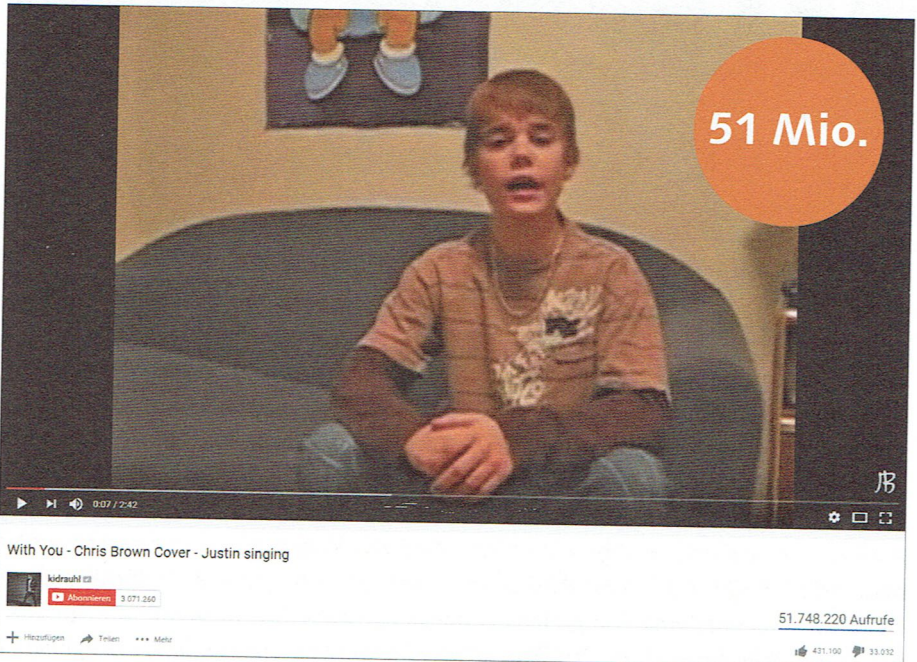 51 Mio.
0:07 / 2:42
With You - Chris Brown Cover - Justin singing
kidrauhl
Abonnieren 3 071.260
51.748.220 Aufrufe
Hinzufügen Teilen Mehr
431.100 33.032